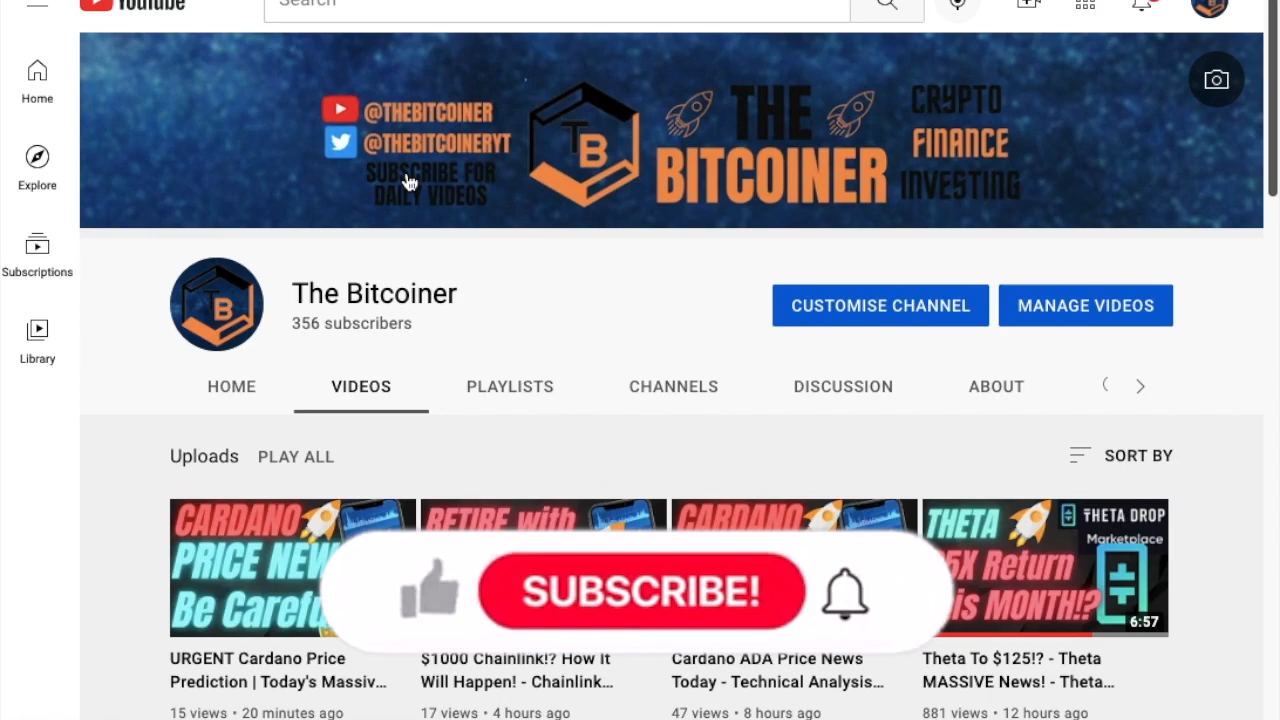 YouTube
Search
Home
Explore
Subscriptions
Library
@THEBITCOINER
@THEBITCOINERYT
SUBSCRIBE FOR
DAILY VIDEOS
TB
THE
BITCOINER
CRYPTO
FINANCE
INVESTING
TB
The Bitcoiner
356 subscribers
CUSTOMISE CHANNEL
MANAGE VIDEOS
HOME
VIDEOS
PLAYLISTS
CHANNELS
DISCUSSION
ABOUT
Uploads
PLAY ALL
SORT BY
CARDANO
PRICE NEW
Be Carefu
RETIRE with
CARDANO
THETA
THETA DROP
Marketplace
5X Return
is MONTH!?
6:57
SUBSCRIBE!
URGENT Cardano Price
Prediction | Today's Massiv...
15 views • 20 minutes ago
$1000 Chainlink!? How It
Will Happen! - Chainlink...
17 views • 4 hours ago
Cardano ADA Price News
Today - Technical Analysis...
47 views • 8 hours ago
Theta To $125!? - Theta
MASSIVE News! - Theta...
881 views • 12 hours ago